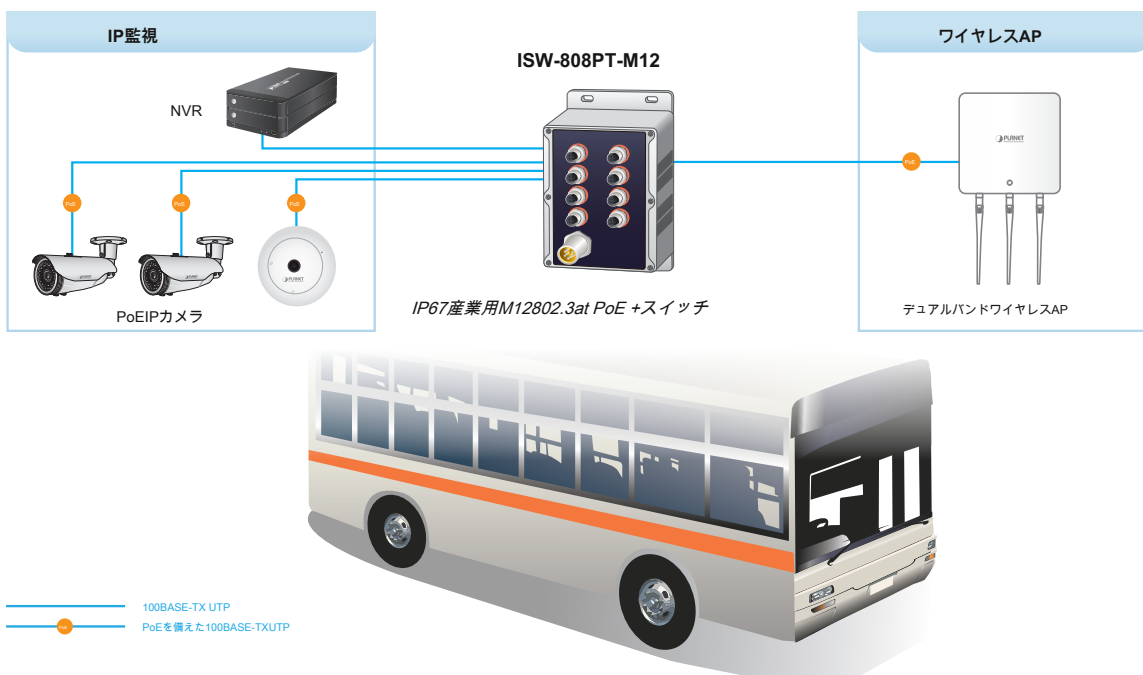 IP監視
ISW-808PT-M12
ワイヤレスAP
NVR
PLANET
PoE
PoE
PoE
PoE
PLANET
PoEIPカメラ
IP67産業用M12802.3at PoE +スイッチ
デュアルバンドワイヤレスAP
100BASE-TX UTP
PoE
PoEを備えた100BASE-TXUTP